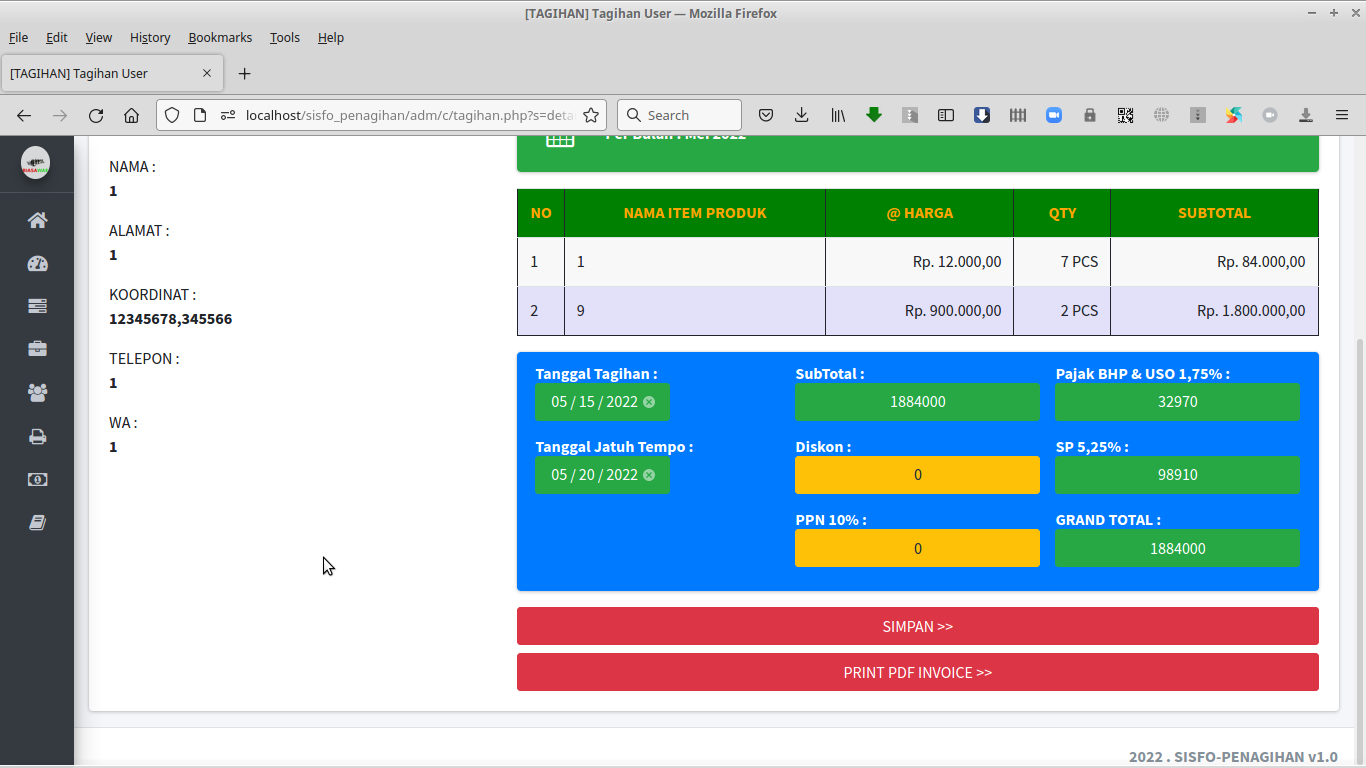 [TAGIHAN] Tagihan User — Mozilla Firefox
File Edit View History Bookmarks Tools Help
[TAGIHAN] Tagihan User
localhost/sisfo_penagihan/adm/c/tagihan.php?s=deta
Search
NAMA :
1
ALAMAT :
1
KOORDINAT :
12345678,345566
TELEPON :
1
WA :
1
Per Bulan : Mei 2022
NO NAMA ITEM PRODUK @ HARGA QTY SUBTOTAL
1 1 Rp. 12.000,00 7 PCS Rp. 84.000,00
2 9 Rp. 900.000,00 2 PCS Rp. 1.800.000,00
Tanggal Tagihan : SubTotal : Pajak BHP & USO 1,75% :
05 / 15 / 2022 1884000 32970
Tanggal Jatuh Tempo : Diskon : SP 5,25% :
05 / 20 / 2022 0 98910
PPN 10% : GRAND TOTAL :
0 1884000
SIMPAN >>
PRINT PDF INVOICE >>
2022 . SISFO-PENAGIHAN v1.0